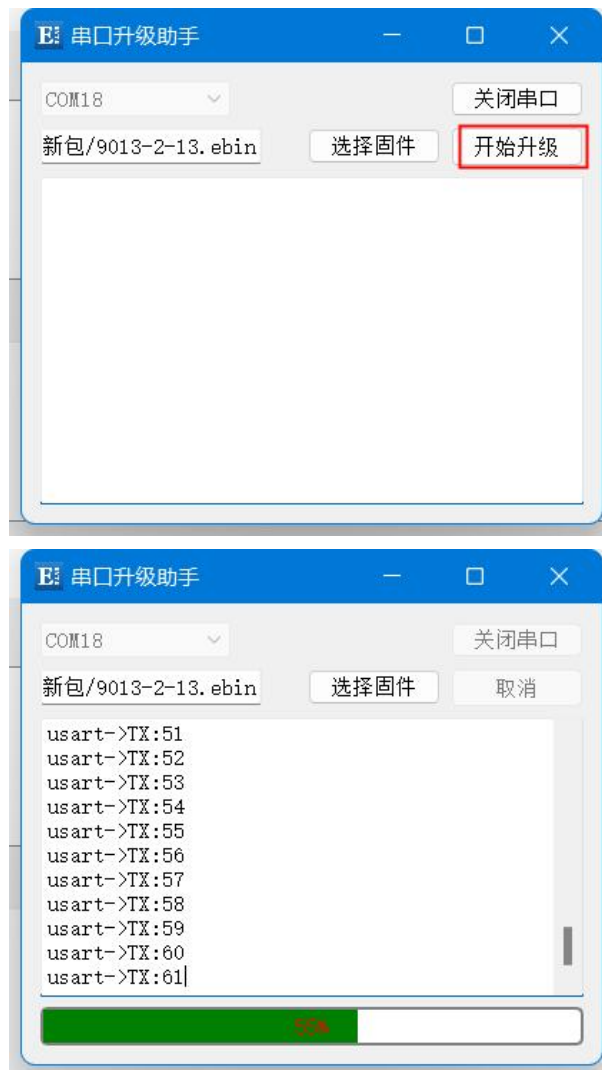 E 串口升级助手
COM18 关闭串口
新包/9013-2-13.ebin 选择固件 开始升级
E 串口升级助手
COM18 关闭串口
新包/9013-2-13.ebin 选择固件 取消
usart->TX:51
usart->TX:52
usart->TX:53
usart->TX:54
usart->TX:55
usart->TX:56
usart->TX:57
usart->TX:58
usart->TX:59
usart->TX:60
usart->TX:61